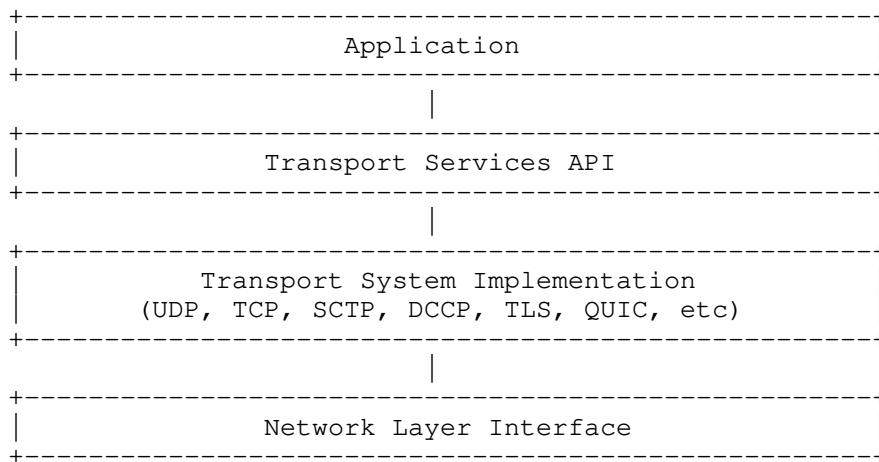 Application
Transport Services API
Transport System Implementation
(UDP, TCP, SCTP, DCCP, TLS, QUIC, etc)
Network Layer Interface